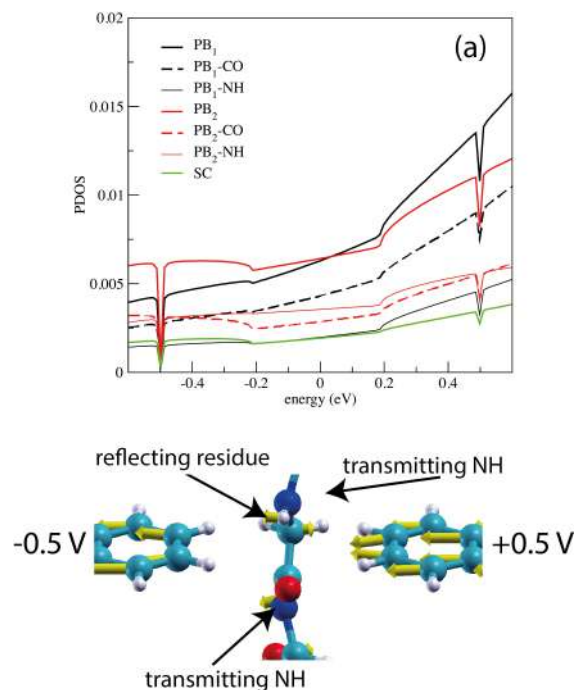 0.02
(a)
PB₁
PB₁-CO
PB₁-NH
PB₂
PB₂-CO
PB₂-NH
SC
0.015
0.01
0.005
0
PDOS
-0.4
-0.2
0
0.2
0.4
energy (eV)
reflecting residue
transmitting NH
-0.5 V
+0.5 V
transmitting NH